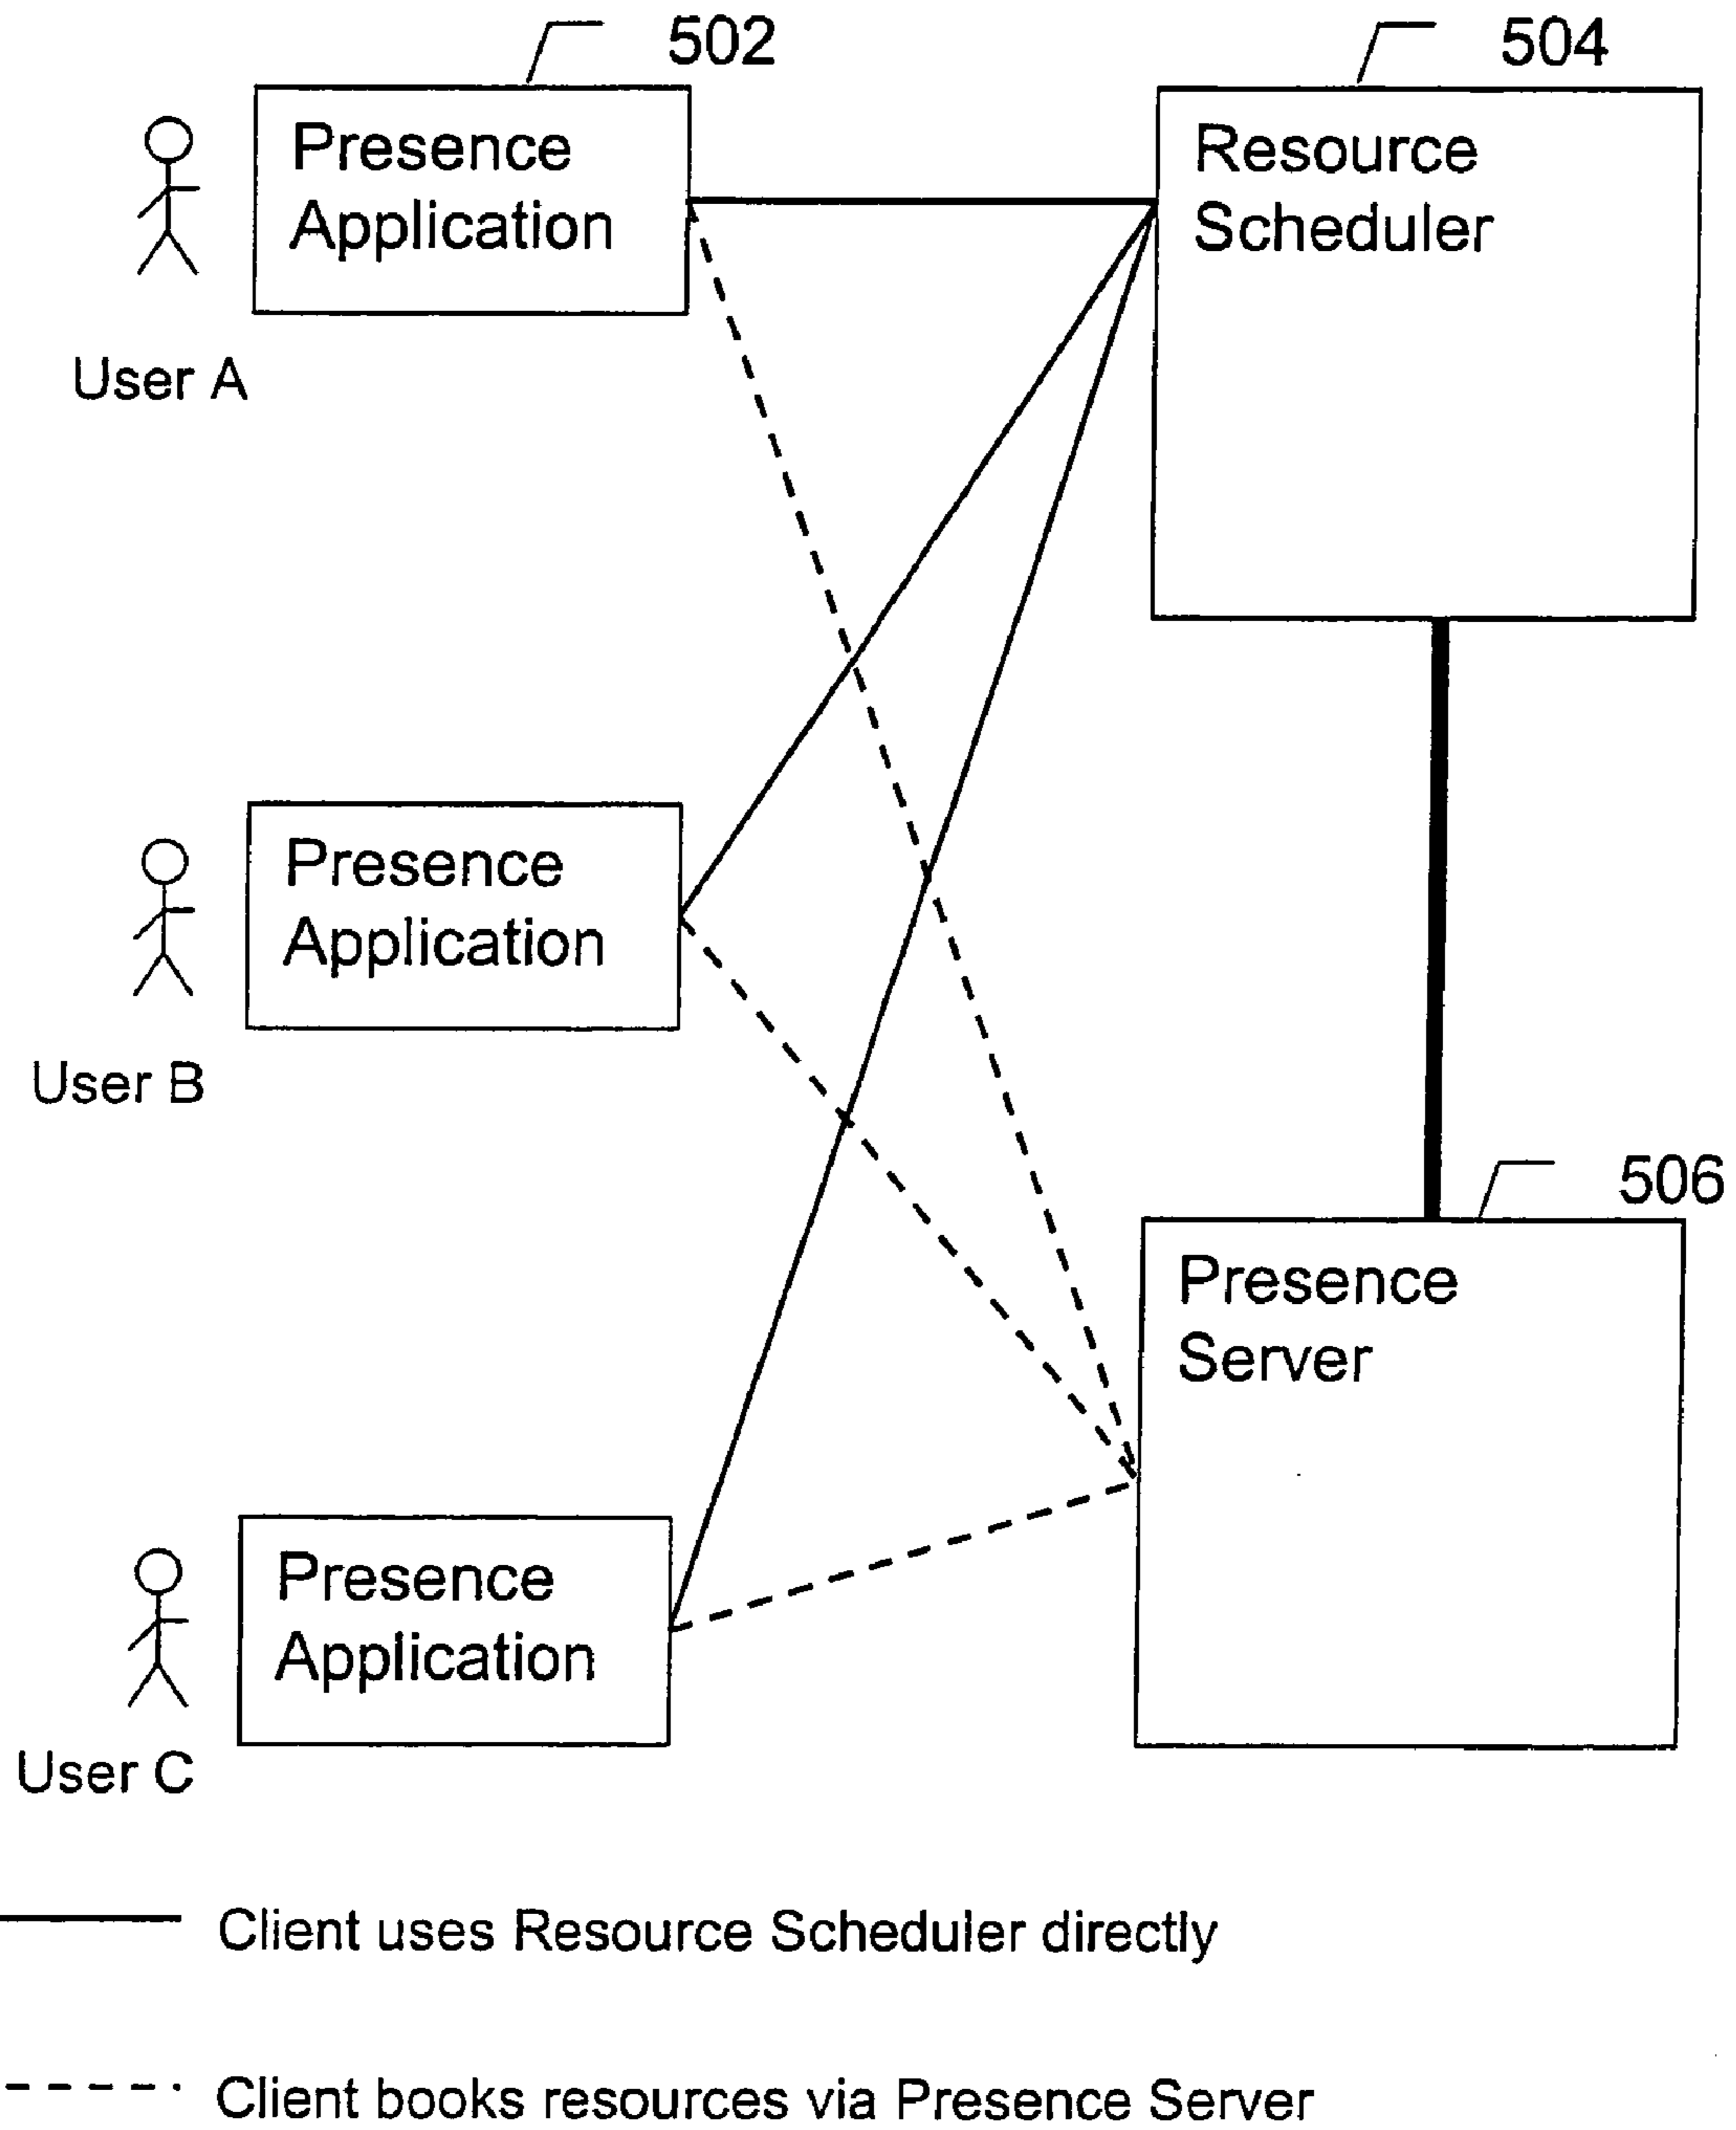 502
504
Presence
Application
Resource
Scheduler
User A
Presence
Application
User B
506
Presence
Server
Presence
Application
User C
Client uses Resource Scheduler directly
Client books resources via Presence Server